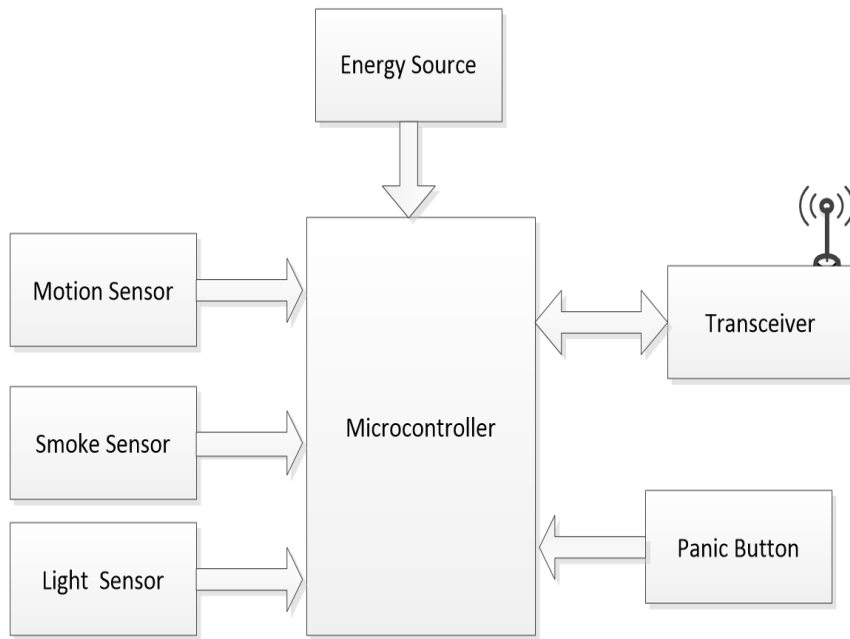 Energy Source
Motion Sensor
Transceiver
Microcontroller
Smoke Sensor
Panic Button
Light Sensor